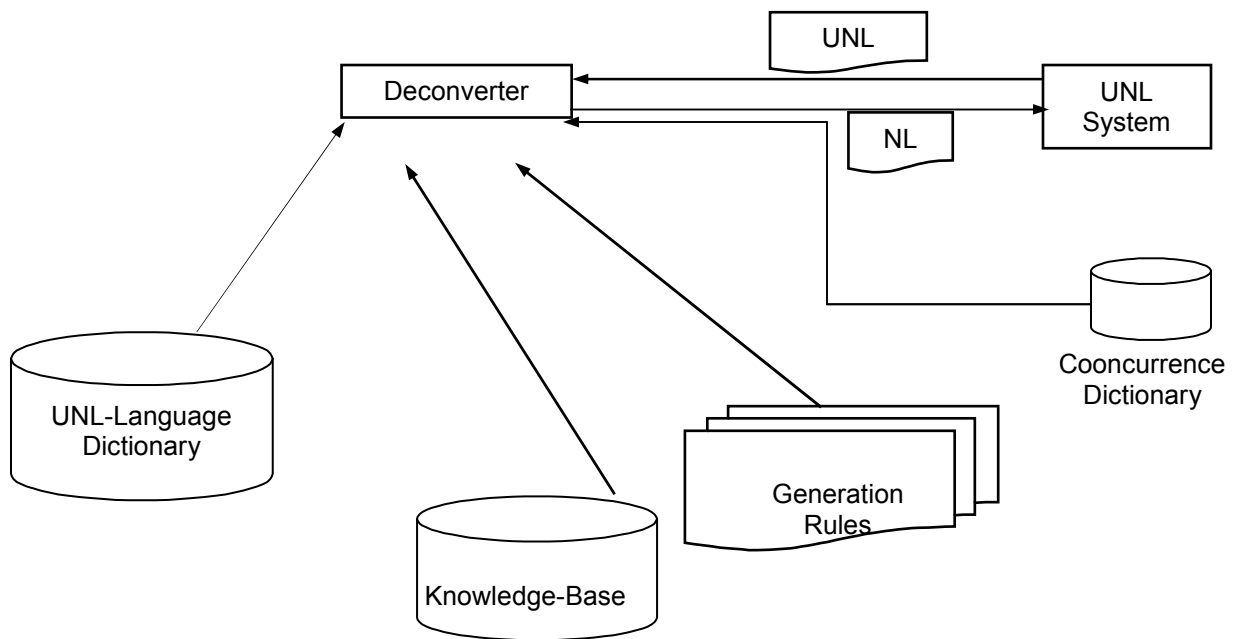 UNL
Deconverter
UNL
System
NL
Cooncurrence
Dictionary
UNL-Language
Dictionary
Generation
Rules
Knowledge-Base